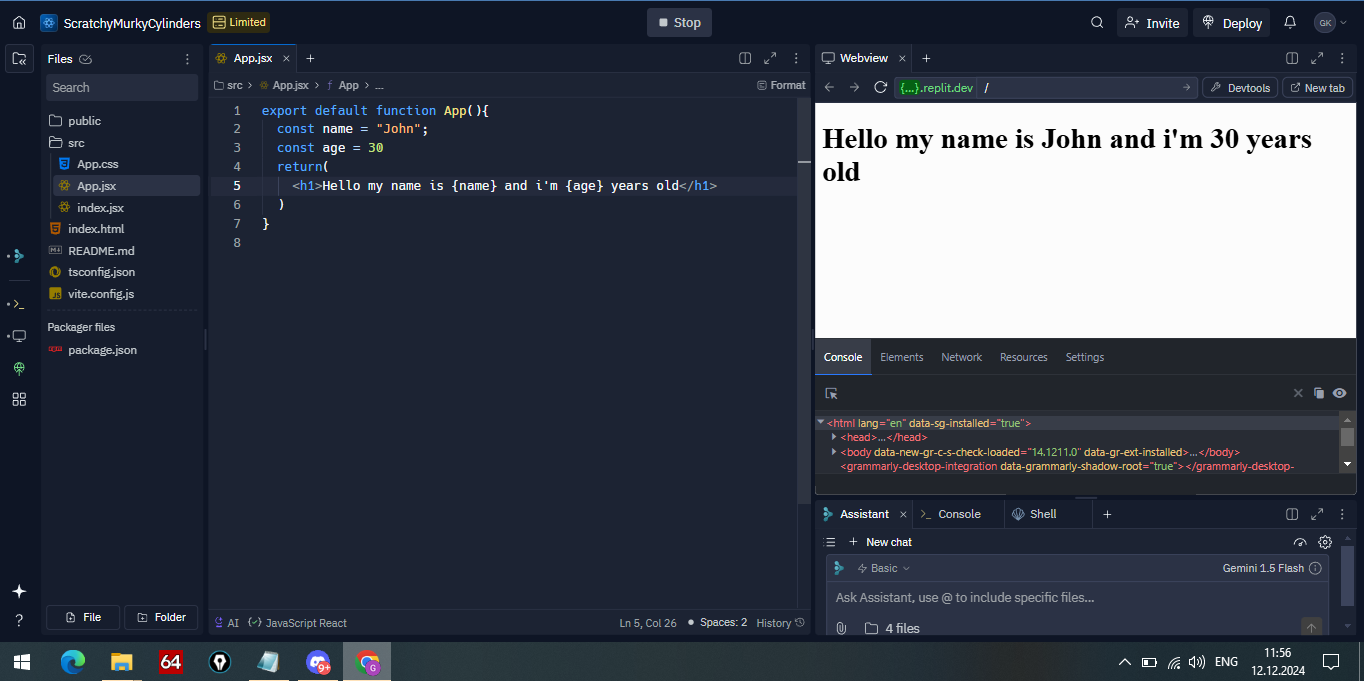 ScratchyMurkyCylinders Limited Stop Invite Deploy GK
Files
Search
public
src
App.css
App.jsx
index.jsx
index.html
README.md
tsconfig.json
vite.config.js
Packager files
package.json
File Folder
App.jsx
src > App.jsx > f App > ... Format
1 export default function App(){
2 const name = "John";
3 const age = 30
4 return(
5 <h1>Hello my name is {name} and i'm {age} years old</h1>
6 )
7 }
8
AI JavaScript React Ln 5, Col 26 Spaces: 2 History
Webview
{...}.replit.dev / Devtools New tab
Hello my name is John and i'm 30 years
old
Console Elements Network Resources Settings
<html lang="en" data-sg-installed="true">
<head>…</head>
<body data-new-gr-c-s-check-loaded="14.1211.0" data-gr-ext-installed>…</body>
<grammarly-desktop-integration data-grammarly-shadow-root="true"></grammarly-desktop-
Assistant Console Shell
New chat
Basic Gemini 1.5 Flash
Ask Assistant, use @ to include specific files...
4 files
64 9+ G ENG
11:56
12.12.2024